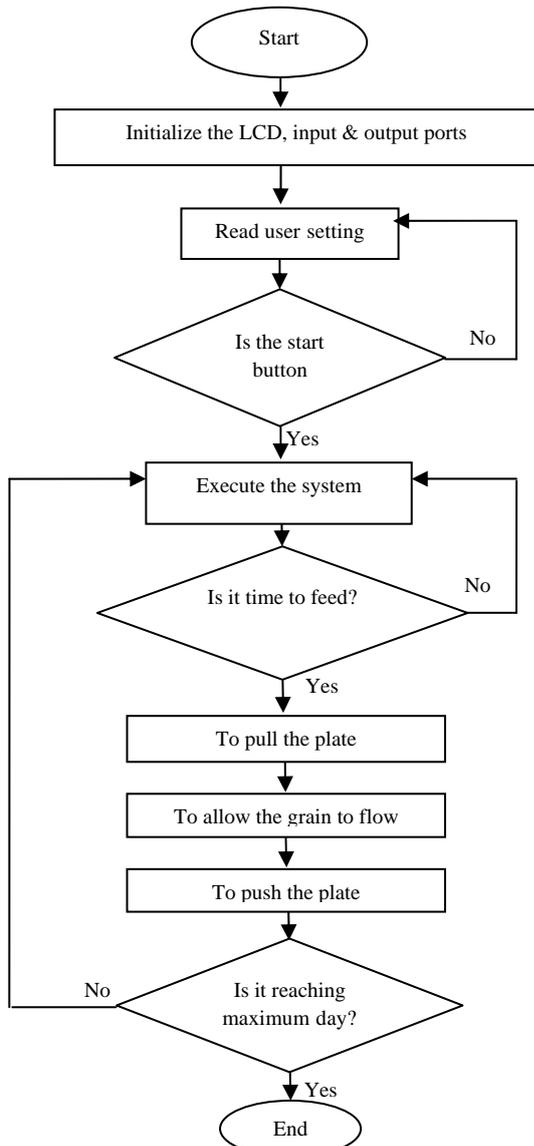 Start
Initialize the LCD, input & output ports
Read user setting
Is the start
button
No
Yes
Execute the system
Is it time to feed?
No
Yes
To pull the plate
To allow the grain to flow
To push the plate
Is it reaching
maximum day?
No
Yes
End